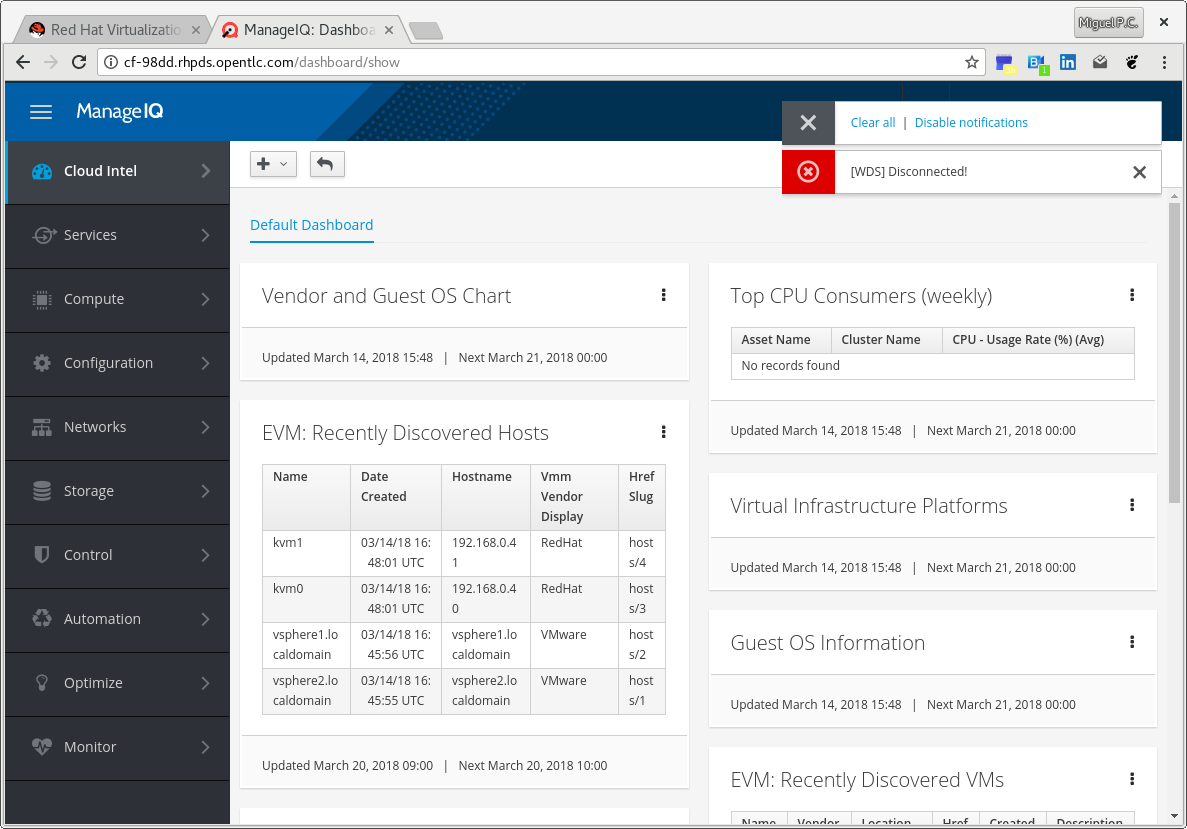 Red Hat Virtualizatio
ManageIQ: Dashboa
Miguel P.C.
cf-98dd.rhpds.opentlc.com/dashboard/show
1
ManageIQ
Clear all | Disable notifications
[WDS] Disconnected!
Cloud Intel
Services
Compute
Configuration
Networks
Storage
Control
Automation
Optimize
Monitor
Default Dashboard
Vendor and Guest OS Chart
Updated March 14, 2018 15:48 | Next March 21, 2018 00:00
EVM: Recently Discovered Hosts
Name Date Created Hostname Vmm Vendor Display Href Slug
kvm1 03/14/18 16:48:01 UTC 192.168.0.41 RedHat hosts/4
kvm0 03/14/18 16:48:01 UTC 192.168.0.40 RedHat hosts/3
vsphere1.localdomain 03/14/18 16:45:56 UTC vsphere1.localdomain VMware hosts/2
vsphere2.localdomain 03/14/18 16:45:55 UTC vsphere2.localdomain VMware hosts/1
Updated March 20, 2018 09:00 | Next March 20, 2018 10:00
Top CPU Consumers (weekly)
Asset Name Cluster Name CPU - Usage Rate (%) (Avg)
No records found
Updated March 14, 2018 15:48 | Next March 21, 2018 00:00
Virtual Infrastructure Platforms
Updated March 14, 2018 15:48 | Next March 21, 2018 00:00
Guest OS Information
Updated March 14, 2018 15:48 | Next March 21, 2018 00:00
EVM: Recently Discovered VMs
Name Vendor Location Href Created Description